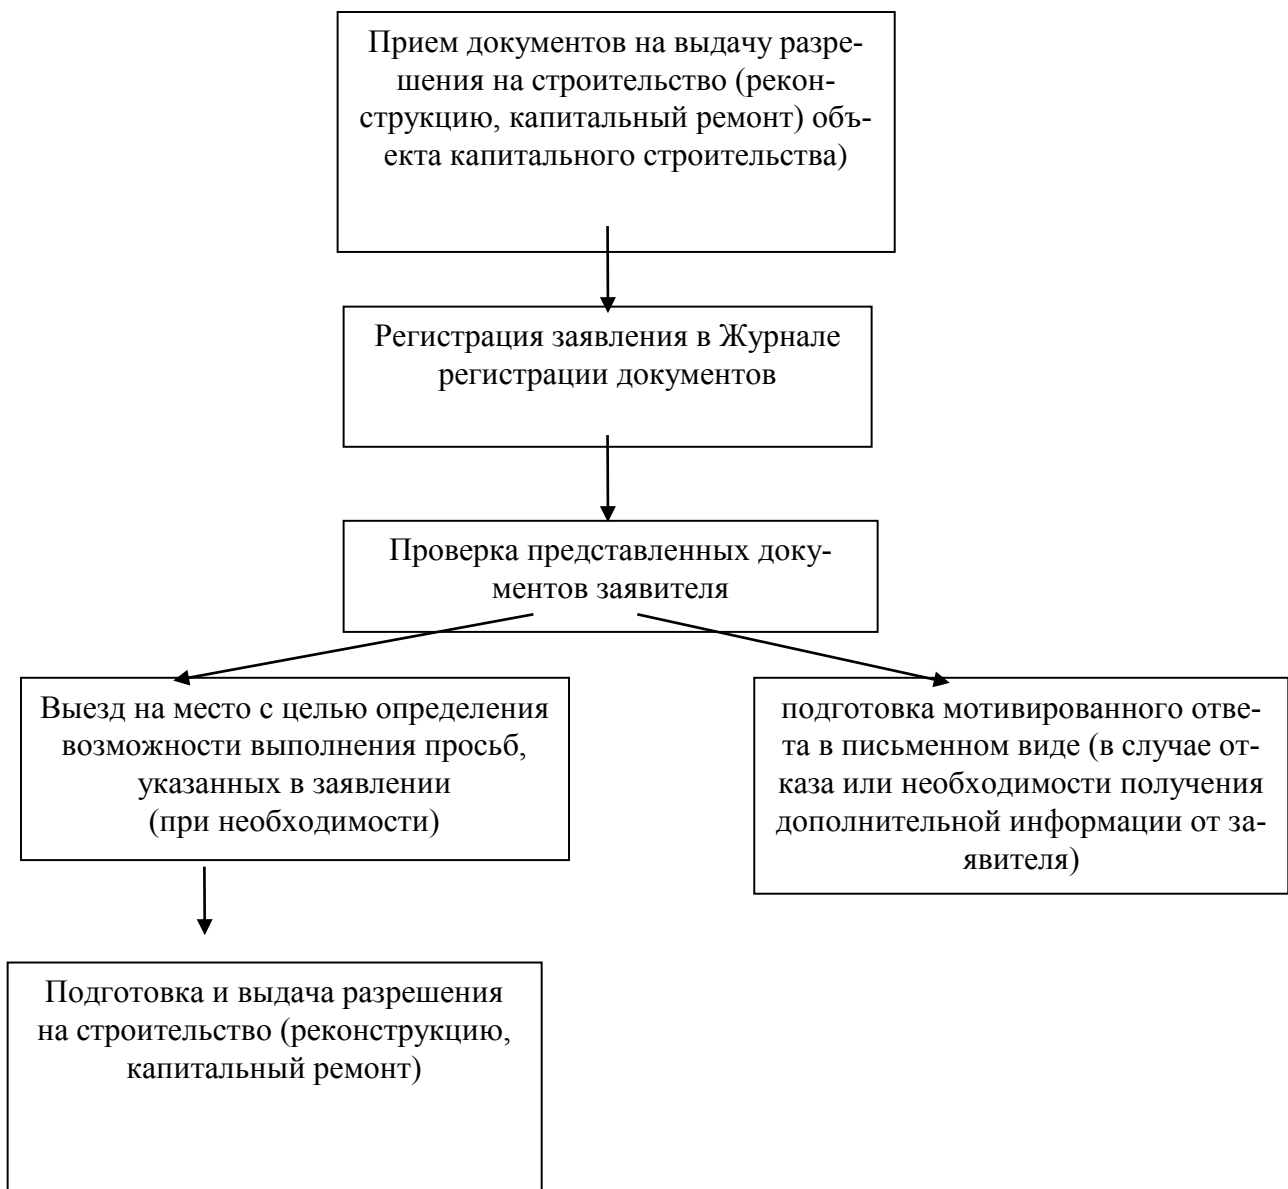 Прием документов на выдачу разре-
шения на строительство (рекон-
струкцию, капитальный ремонт) объ-
екта капитального строительства)
Регистрация заявления в Журнале
регистрации документов
Проверка представленных доку-
ментов заявителя
Выезд на место с целью определения
возможности выполнения просьб,
указанных в заявлении
(при необходимости)
подготовка мотивированного отве-
та в письменном виде (в случае от-
каза или необходимости получения
дополнительной информации от за-
явителя)
Подготовка и выдача разрешения
на строительство (реконструкцию,
капитальный ремонт)